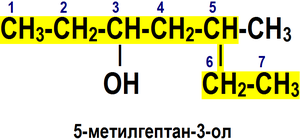 1 2 3 4 5
CH₃-CH₂-CH-CH₂-CH-CH₃
OH
6 7
CH₂-CH₃
5-метилгептан-3-ол